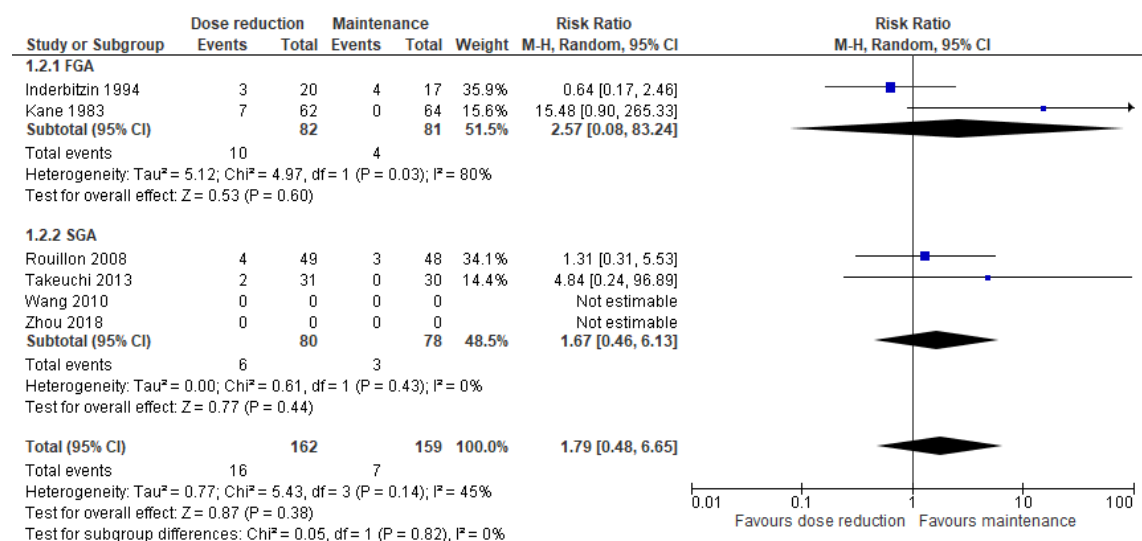 Dose reduction Maintenance Risk Ratio Risk Ratio
Study or Subgroup Events Total Events Total Weight M-H, Random, 95% CI M-H, Random, 95% CI
1.2.1 FGA
Inderbitzin 1994 3 20 4 17 35.9% 0.64 [0.17, 2.46]
Kane 1983 7 62 0 64 15.6% 15.48 [0.90, 265.33]
Subtotal (95% CI) 82 81 51.5% 2.57 [0.08, 83.24]
Total events 10 4
Heterogeneity: Tau² = 5.12; Chi² = 4.97, df = 1 (P = 0.03); I² = 80%
Test for overall effect: Z = 0.53 (P = 0.60)
1.2.2 SGA
Rouillon 2008 4 49 3 48 34.1% 1.31 [0.31, 5.53]
Takeuchi 2013 2 31 0 30 14.4% 4.84 [0.24, 96.89]
Wang 2010 0 0 0 0 Not estimable
Zhou 2018 0 0 0 0 Not estimable
Subtotal (95% CI) 80 78 48.5% 1.67 [0.46, 6.13]
Total events 6 3
Heterogeneity: Tau² = 0.00; Chi² = 0.61, df = 1 (P = 0.43); I² = 0%
Test for overall effect: Z = 0.77 (P = 0.44)
Total (95% CI) 162 159 100.0% 1.79 [0.48, 6.65]
Total events 16 7
Heterogeneity: Tau² = 0.77; Chi² = 5.43, df = 3 (P = 0.14); I² = 45%
Test for overall effect: Z = 0.87 (P = 0.38)
Test for subgroup differences: Chi² = 0.05, df = 1 (P = 0.82), I² = 0%
0.01 0.1 1 10 100
Favours dose reduction Favours maintenance